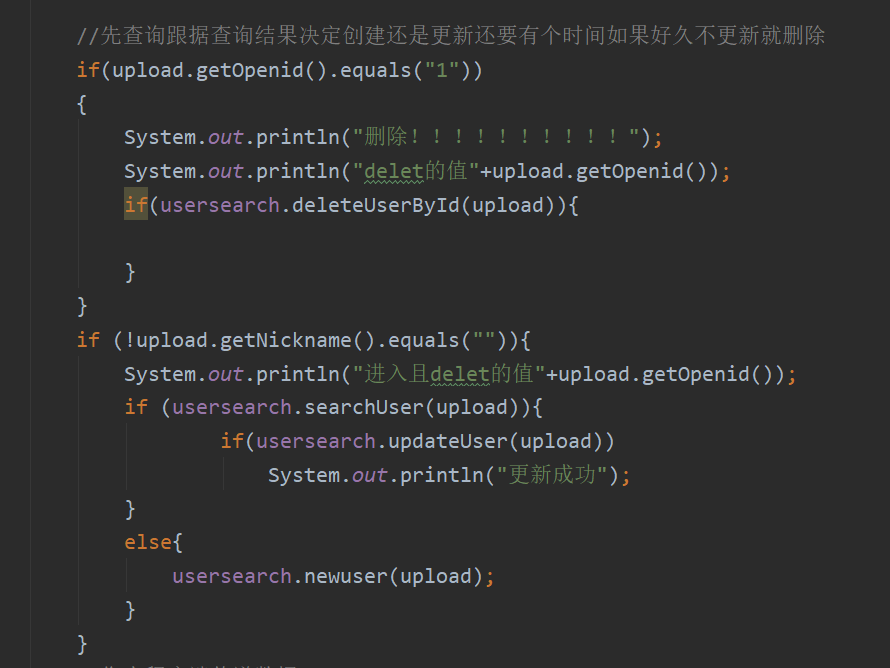 //先查询跟据查询结果决定创建还是更新还要有个时间如果好久不更新就删除
if(upload.getOpenid().equals("1"))
{
System.out.println("删除！！！！！！！！！！");
System.out.println("delet的值"+upload.getOpenid());
if(usersearch.deleteUserById(upload)){
}
}
if (!upload.getNickname().equals("")){
System.out.println("进入且delet的值"+upload.getOpenid());
if (usersearch.searchUser(upload)){
if(usersearch.updateUser(upload))
System.out.println("更新成功");
}
else{
usersearch.newuser(upload);
}
}